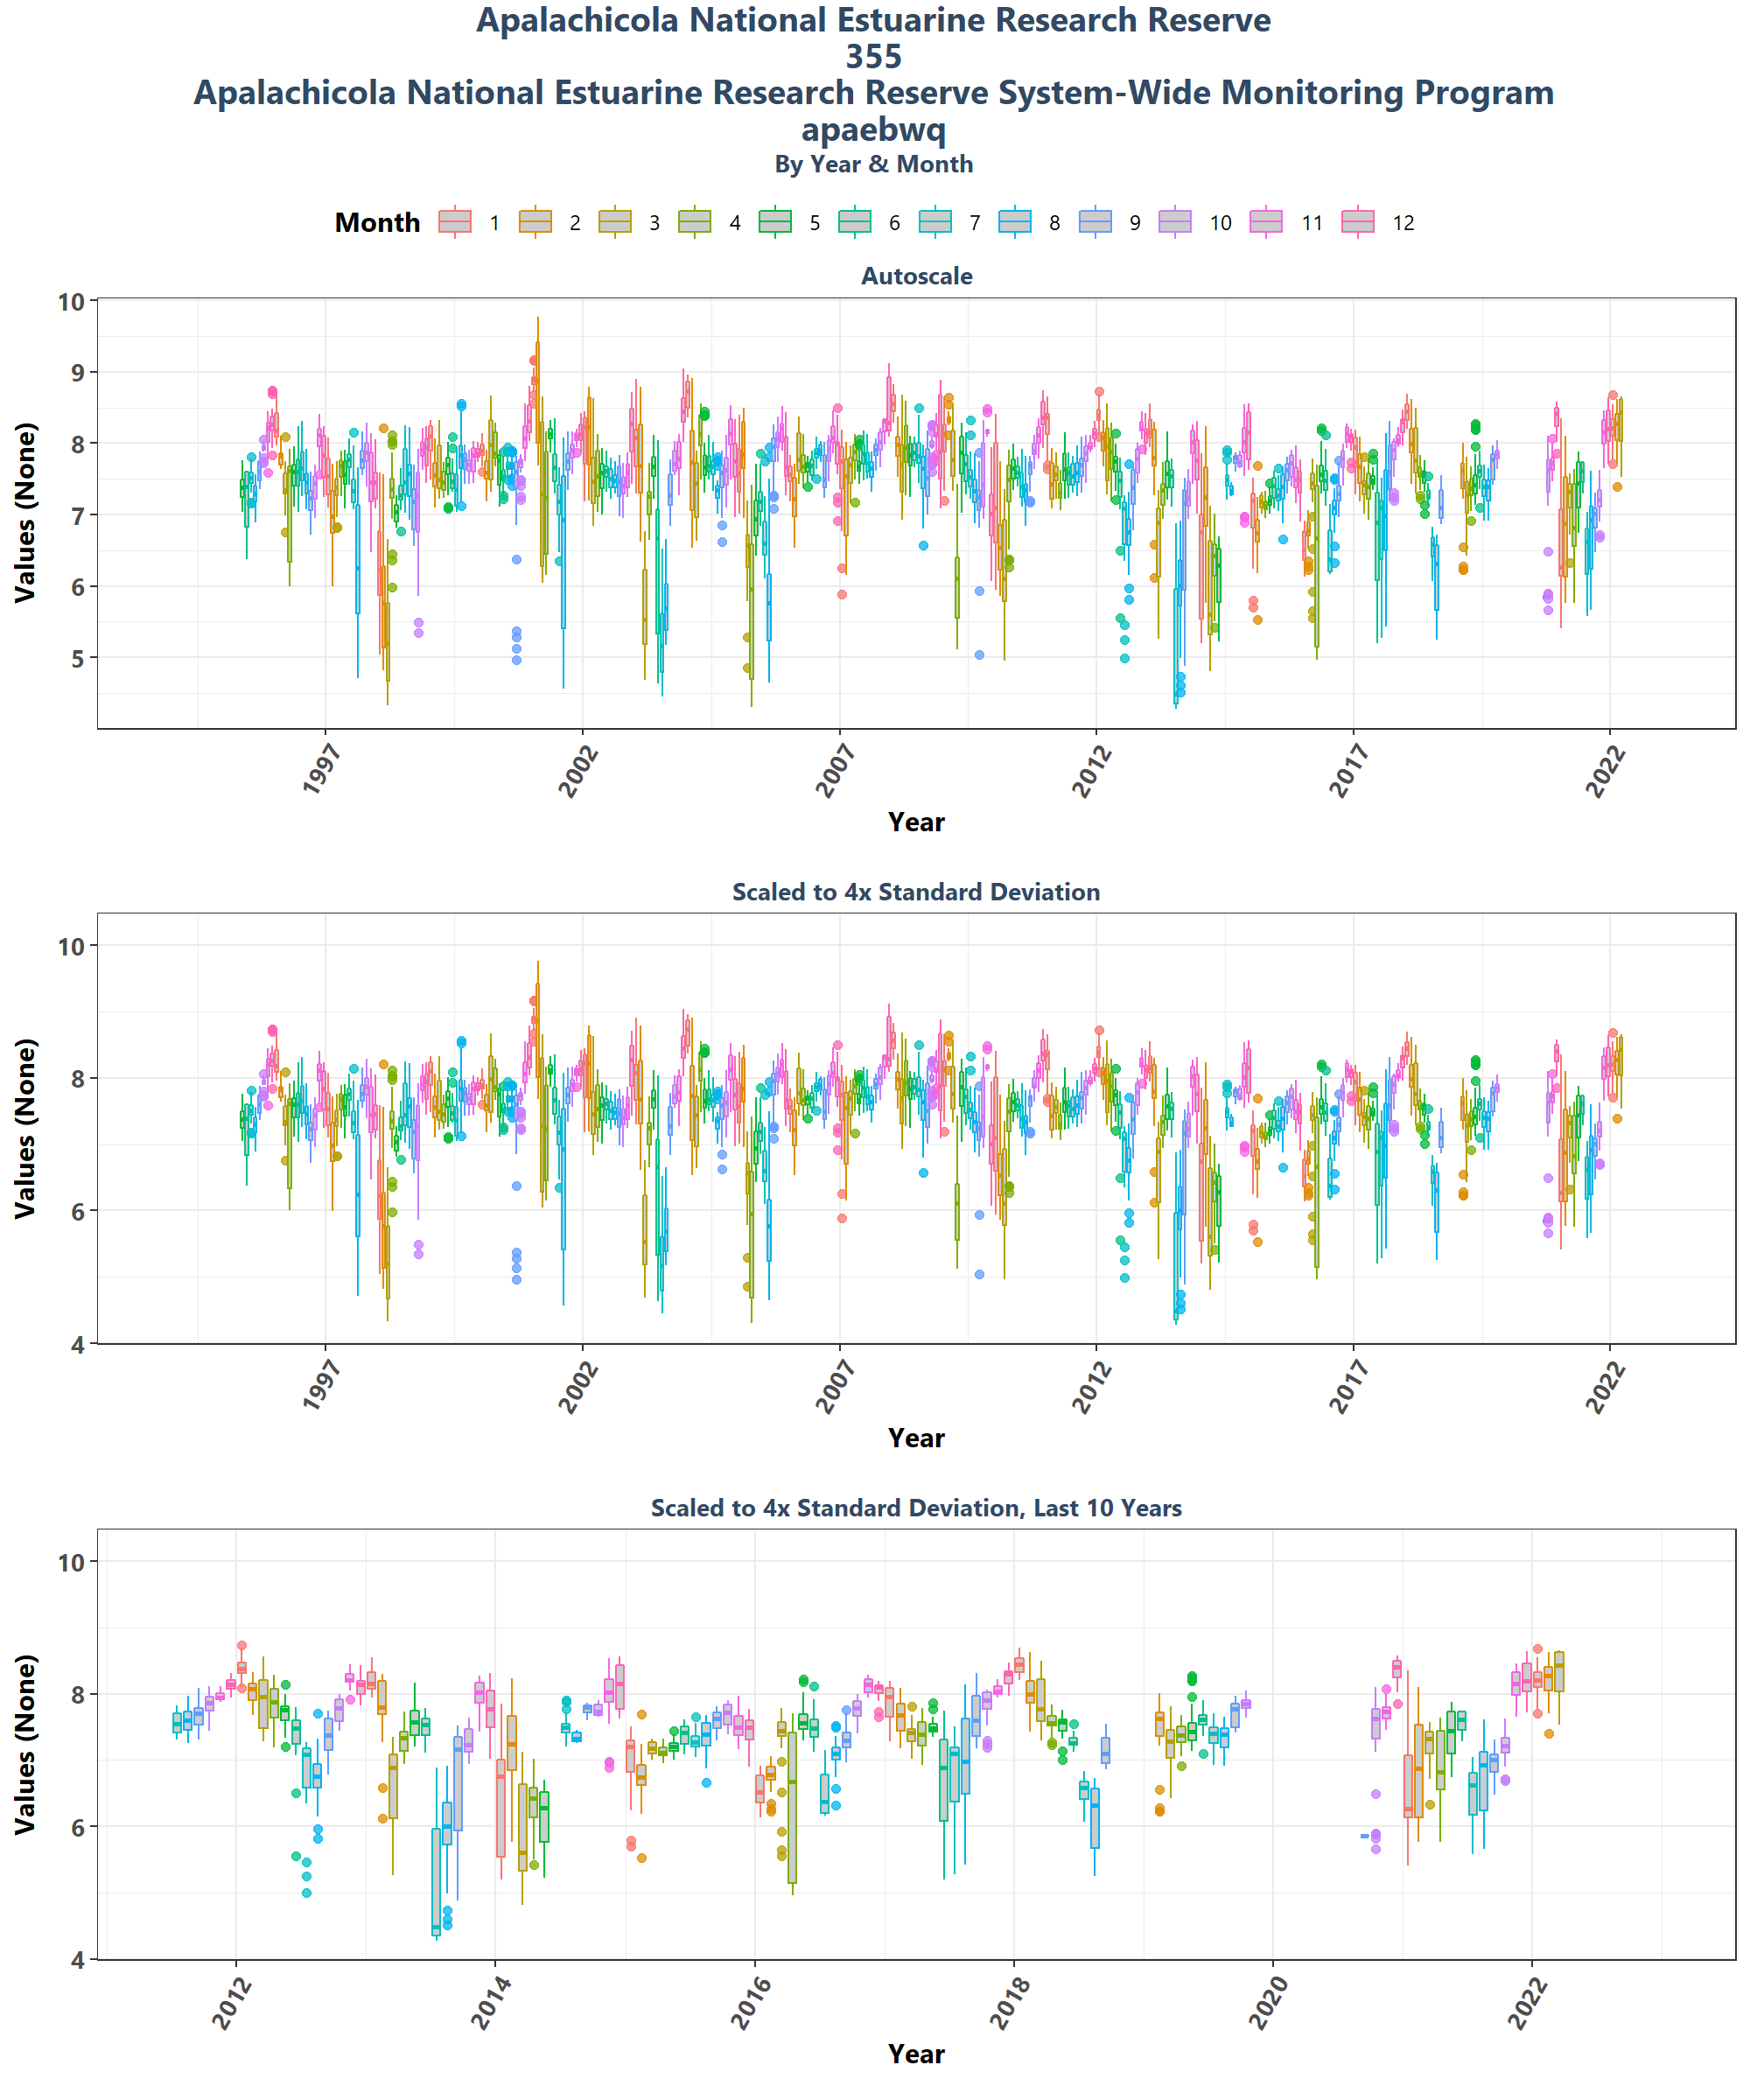 Apalachicola National Estuarine Research Reserve
355
Apalachicola National Estuarine Research Reserve System-Wide Monitoring Program
apaebwq
By Year & Month
Month 1 2 3 4 5 6 7 8 9 10 11 12
Autoscale
Values (None)
10
9
8
7
6
5
1997 2002 2007 2012 2017 2022
Year
Scaled to 4x Standard Deviation
Values (None)
10
8
6
4
1997 2002 2007 2012 2017 2022
Year
Scaled to 4x Standard Deviation, Last 10 Years
Values (None)
10
8
6
4
2012 2014 2016 2018 2020 2022
Year